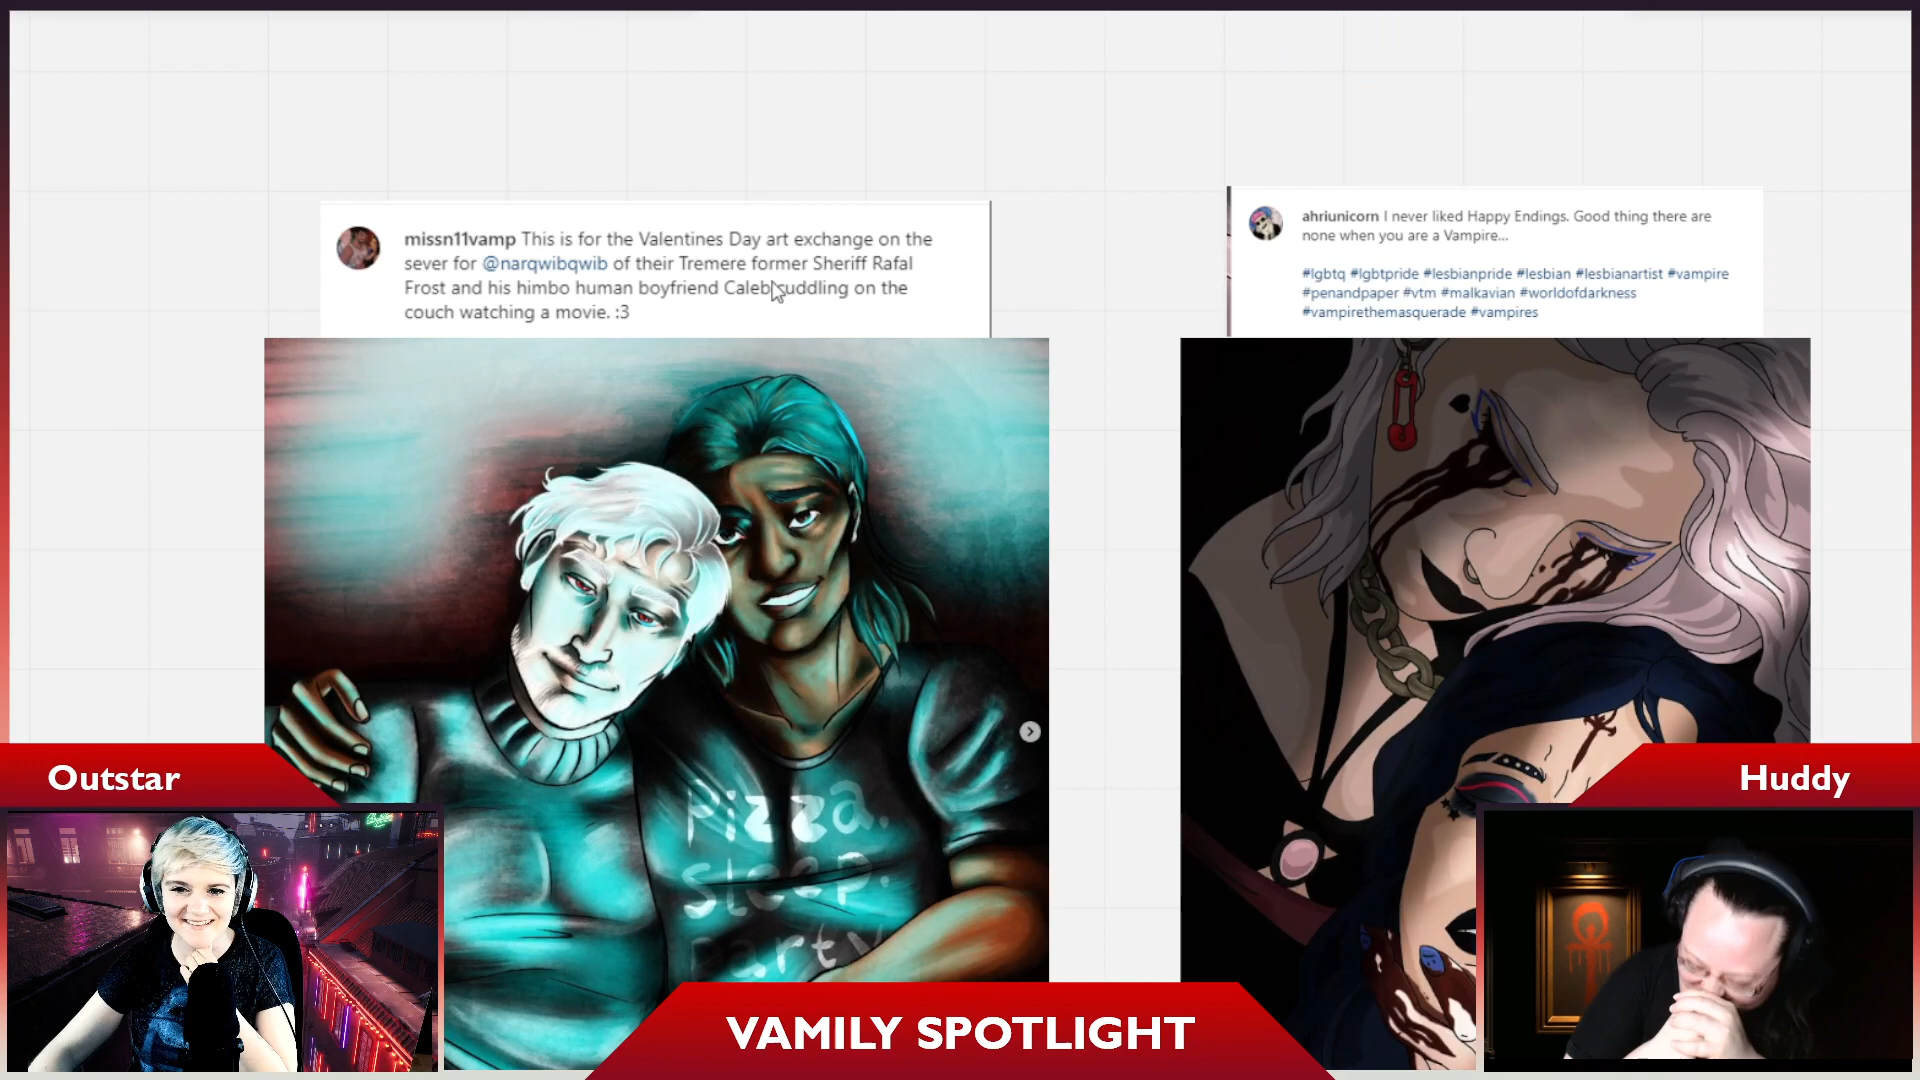 missn11vamp This is for the Valentines Day art exchange on the
sever for @narqwibqwib of their Tremere former Sheriff Rafal
Frost and his himbo human boyfriend Caleb cuddling on the
couch watching a movie. :3
ahriunicorn I never liked Happy Endings. Good thing there are
none when you are a Vampire...
#lgbtq #lgbtpride #lesbianpride #lesbian #lesbianartist #vampire
#penandpaper #vtm #malkavian #worldofdarkness
#vampirethemasquerade #vampires
Pizza.
sleep.
party
Outstar
Huddy
VAMILY SPOTLIGHT